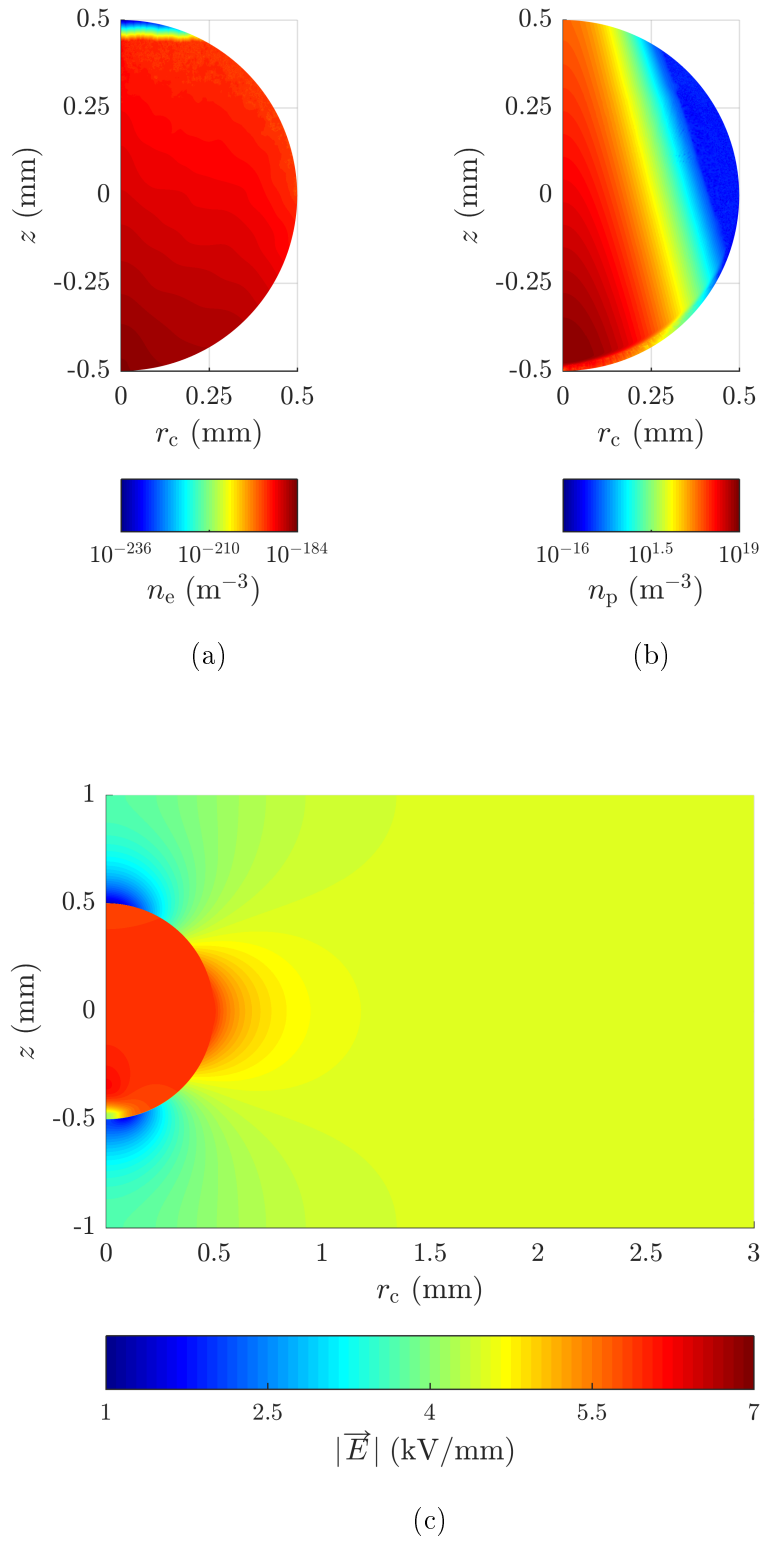 0.5
0.25
0
-0.25
-0.5
z (mm)
0 0.25 0.5
r_c (mm)
10^−236 10^−210 10^−184
n_e (m^−3)
(a)
0.5
0.25
0
-0.25
-0.5
z (mm)
0 0.25 0.5
r_c (mm)
10^−16 10^1.5 10^19
n_p (m^−3)
(b)
1
0.5
0
-0.5
-1
z (mm)
0 0.5 1 1.5 2 2.5 3
r_c (mm)
1 2.5 4 5.5 7
|E⃗| (kV/mm)
(c)